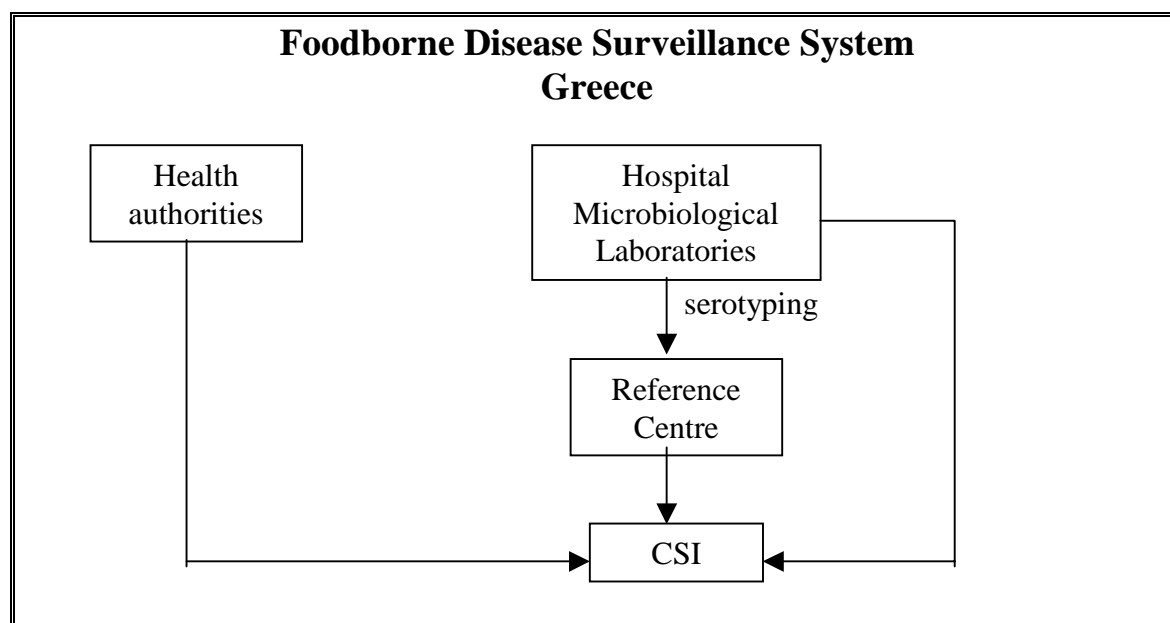 Foodborne Disease Surveillance System
Greece
Health
authorities
Hospital
Microbiological
Laboratories
serotyping
Reference
Centre
CSI